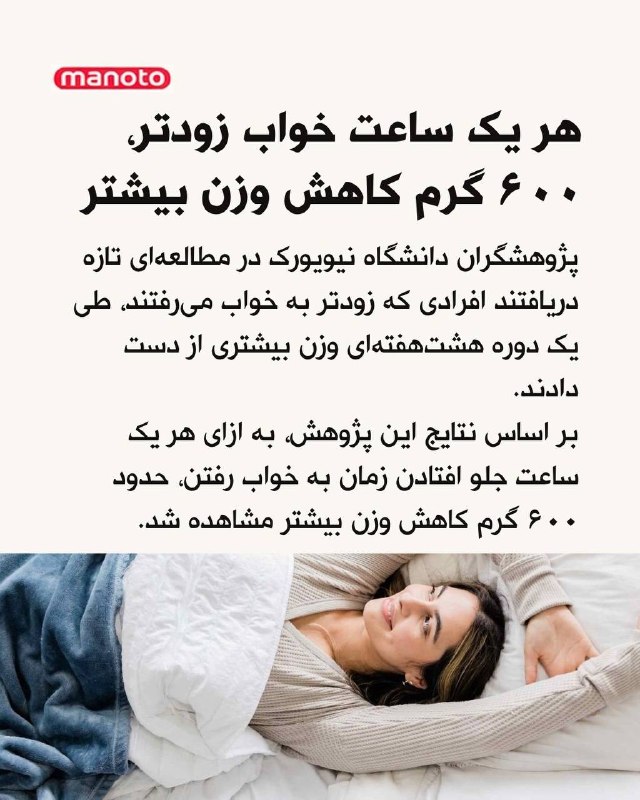 manoto
هر یک ساعت خواب زودتر،
۶۰۰ گرم کاهش وزن بیشتر
پژوهشگران دانشگاه نیویورک در مطالعه‌ای تازه
دریافتند افرادی که زودتر به خواب می‌رفتند، طی
یک دوره هشت‌هفته‌ای وزن بیشتری از دست
دادند.
بر اساس نتایج این پژوهش، به ازای هر یک
ساعت جلو افتادن زمان به خواب رفتن، حدود
۶۰۰ گرم کاهش وزن بیشتر مشاهده شد.